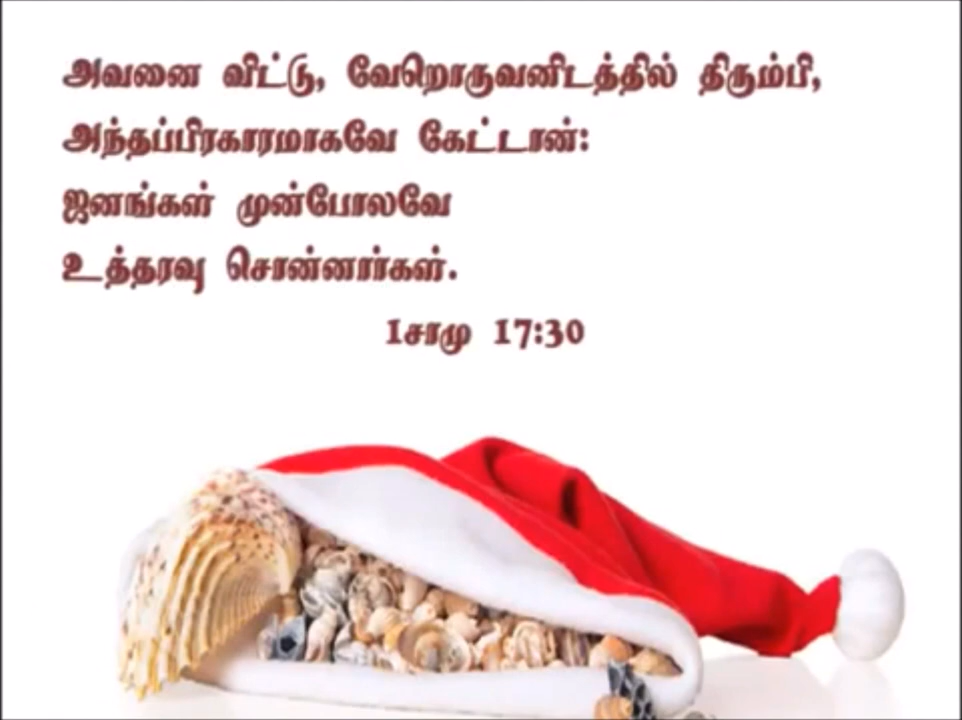 அவனை விட்டு, வேறொருவனிடத்தில் திரும்பி,
அந்தப்பிரகாரமாகவே கேட்டான்:
ஜனங்கள் முன்போலவே
உத்தரவு சொன்னார்கள்.
1சாமு 17:30